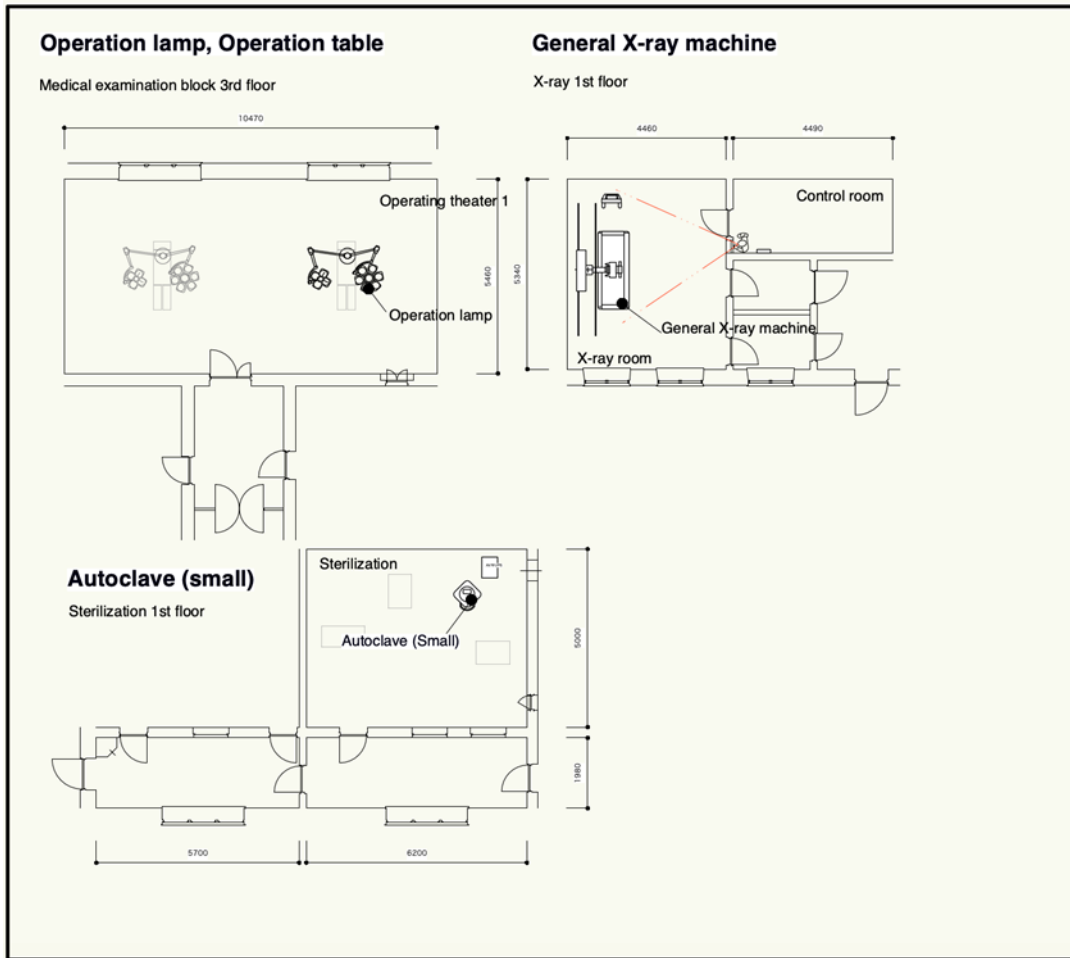 Operation lamp, Operation table
Medical examination block 3rd floor
10470
Operating theater 1
5460
Operation lamp
General X-ray machine
X-ray 1st floor
4460
4490
Control room
5340
General X-ray machine
X-ray room
Autoclave (small)
Sterilization 1st floor
Sterilization
Autoclave (Small)
5000
1980
5700
6200